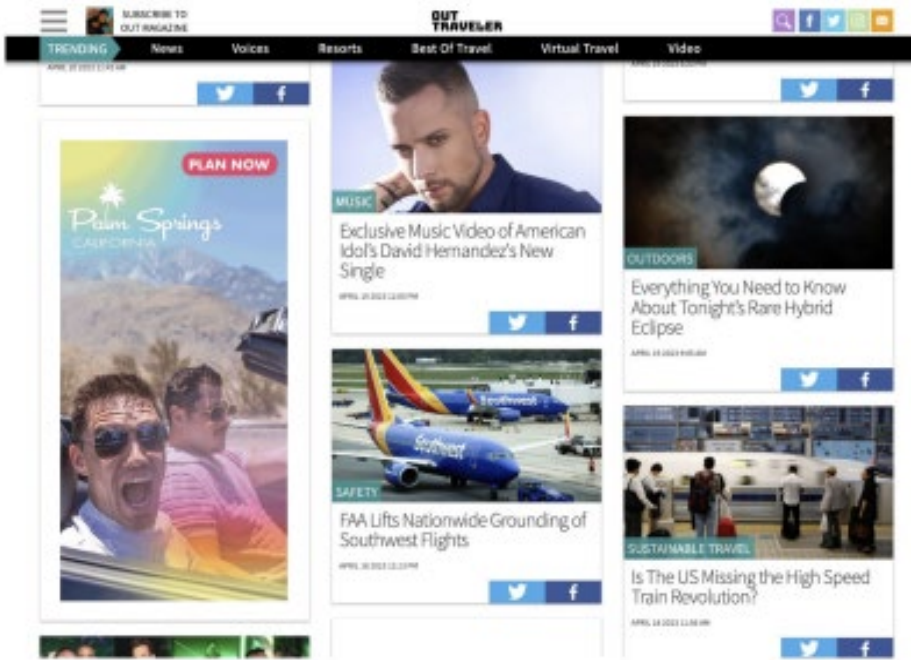 SUBSCRIBE TO
OUT MAGAZINE
OUT
TRAVELER
TRENDING
News
Voices
Resorts
Best Of Travel
Virtual Travel
Video
PLAN NOW
Palm Springs
CALIFORNIA
MUSIC
Exclusive Music Video of American
Idol's David Hernandez's New
Single
Southwest
Southwest
SAFETY
FAA Lifts Nationwide Grounding of
Southwest Flights
OUTDOORS
Everything You Need to Know
About Tonight's Rare Hybrid
Eclipse
SUSTAINABLE TRAVEL
Is The US Missing the High Speed
Train Revolution?